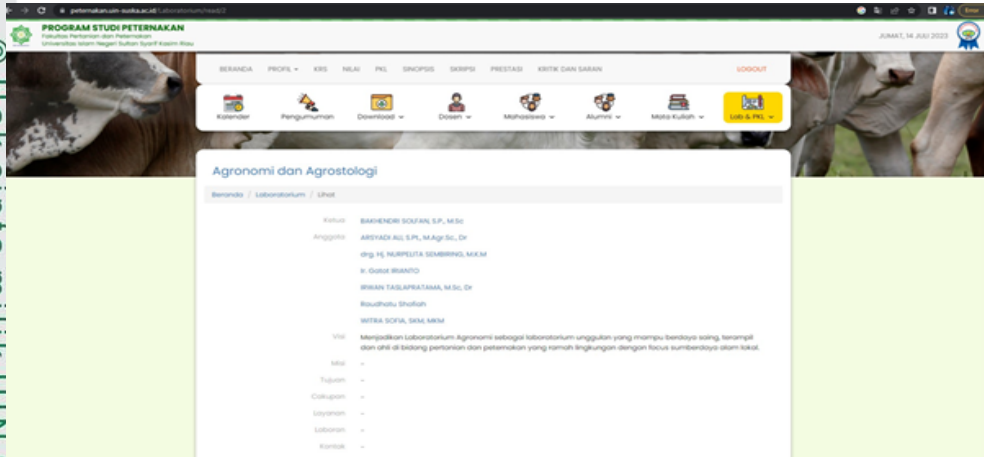 peternakan.uin-suska.ac.id/Laboratorium/read/2
Error
PROGRAM STUDI PETERNAKAN
Fakultas Pertanian dan Peternakan
Universitas Islam Negeri Sultan Syarif Kasim Riau
JUMAT, 14 JULI 2023
BERANDA PROFIL KRS NILAI PKL SINOPSIS SKRIPSI PRESTASI KRITIK DAN SARAN LOGOUT
Kalender Pengumuman Download Dosen Mahasiswa Alumni Mata Kuliah Lab & PKL
Agronomi dan Agrostologi
Beranda / Laboratorium / Lihat
Ketua BAKHENDRI SOLFAN, S.P., M.Sc
Anggota ARSYADI ALI, S.Pt., M.Agr.Sc., Dr
drg. Hj. NURPELITA SEMBIRING, M.K.M
Ir. Gatot IRIANTO
IRWAN TASLAPRATAMA, M.Sc, Dr
Raudhatu Shofiah
WITRA SOFIA, SKM, MKM
Visi Menjadikan Laboratorium Agronomi sebagai laboratorium unggulan yang mampu berdaya saing, terampil
dan ahli di bidang pertanian dan peternakan yang ramah lingkungan dengan focus sumberdaya alam lokal.
Misi -
Tujuan -
Cakupan -
Layanan -
Laboran -
Kontak -